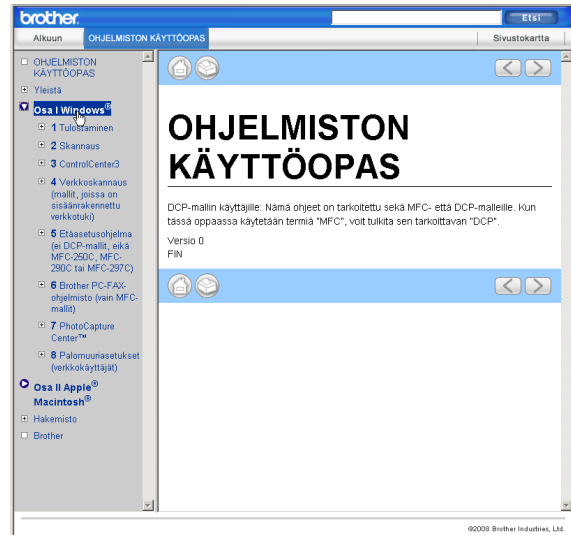 brother
Etsi
Alkuun
OHJELMISTON KÄYTTÖOPAS
Sivustokartta
OHJELMISTON
KÄYTTÖOPAS
Yleistä
Osa I Windows®
1 Tulostaminen
2 Skannaus
3 ControlCenter3
4 Verkkoskannaus
(mallit, joissa on
sisäänrakennettu
verkkotuki)
5 Etäasetusohjelma
(ei DCP-mallit, eikä
MFC-250C, MFC-
290C tai MFC-297C)
6 Brother PC-FAX-
ohjelmisto (vain MFC-
mallit)
7 PhotoCapture
Center™
8 Palomuuriasetukset
(verkkokäyttäjät)
Osa II Apple®
Macintosh®
Hakemisto
Brother
OHJELMISTON
KÄYTTÖOPAS
DCP-mallin käyttäjille: Nämä ohjeet on tarkoitettu sekä MFC- että DCP-malleille. Kun
tässä oppaassa käytetään termiä "MFC", voit tulkita sen tarkoittavan "DCP".
Versio 0
FIN
©2008 Brother Industries, Ltd.